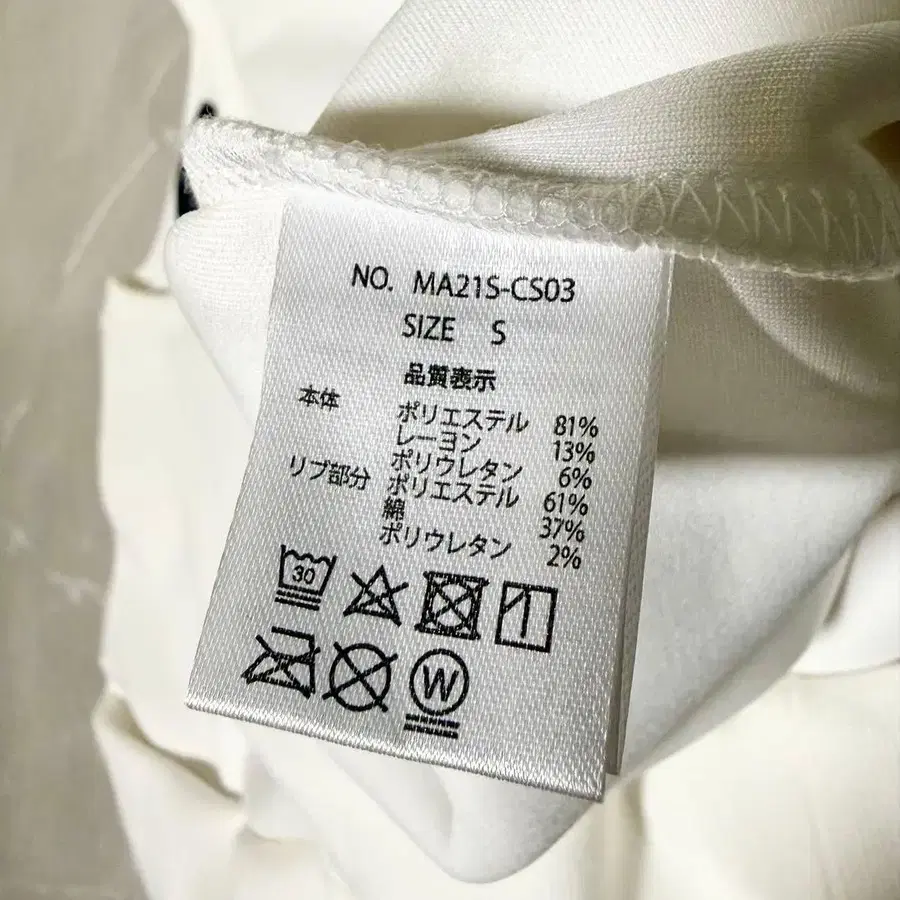 NO. MA21S-CS03
SIZE S
品質表示
本体 ポリエステル 81%
レーヨン 13%
ポリウレタン 6%
リブ部分 ポリエステル 61%
綿 37%
ポリウレタン 2%
30
W